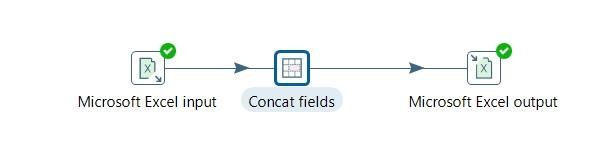 Microsoft Excel input
Concat fields
Microsoft Excel output